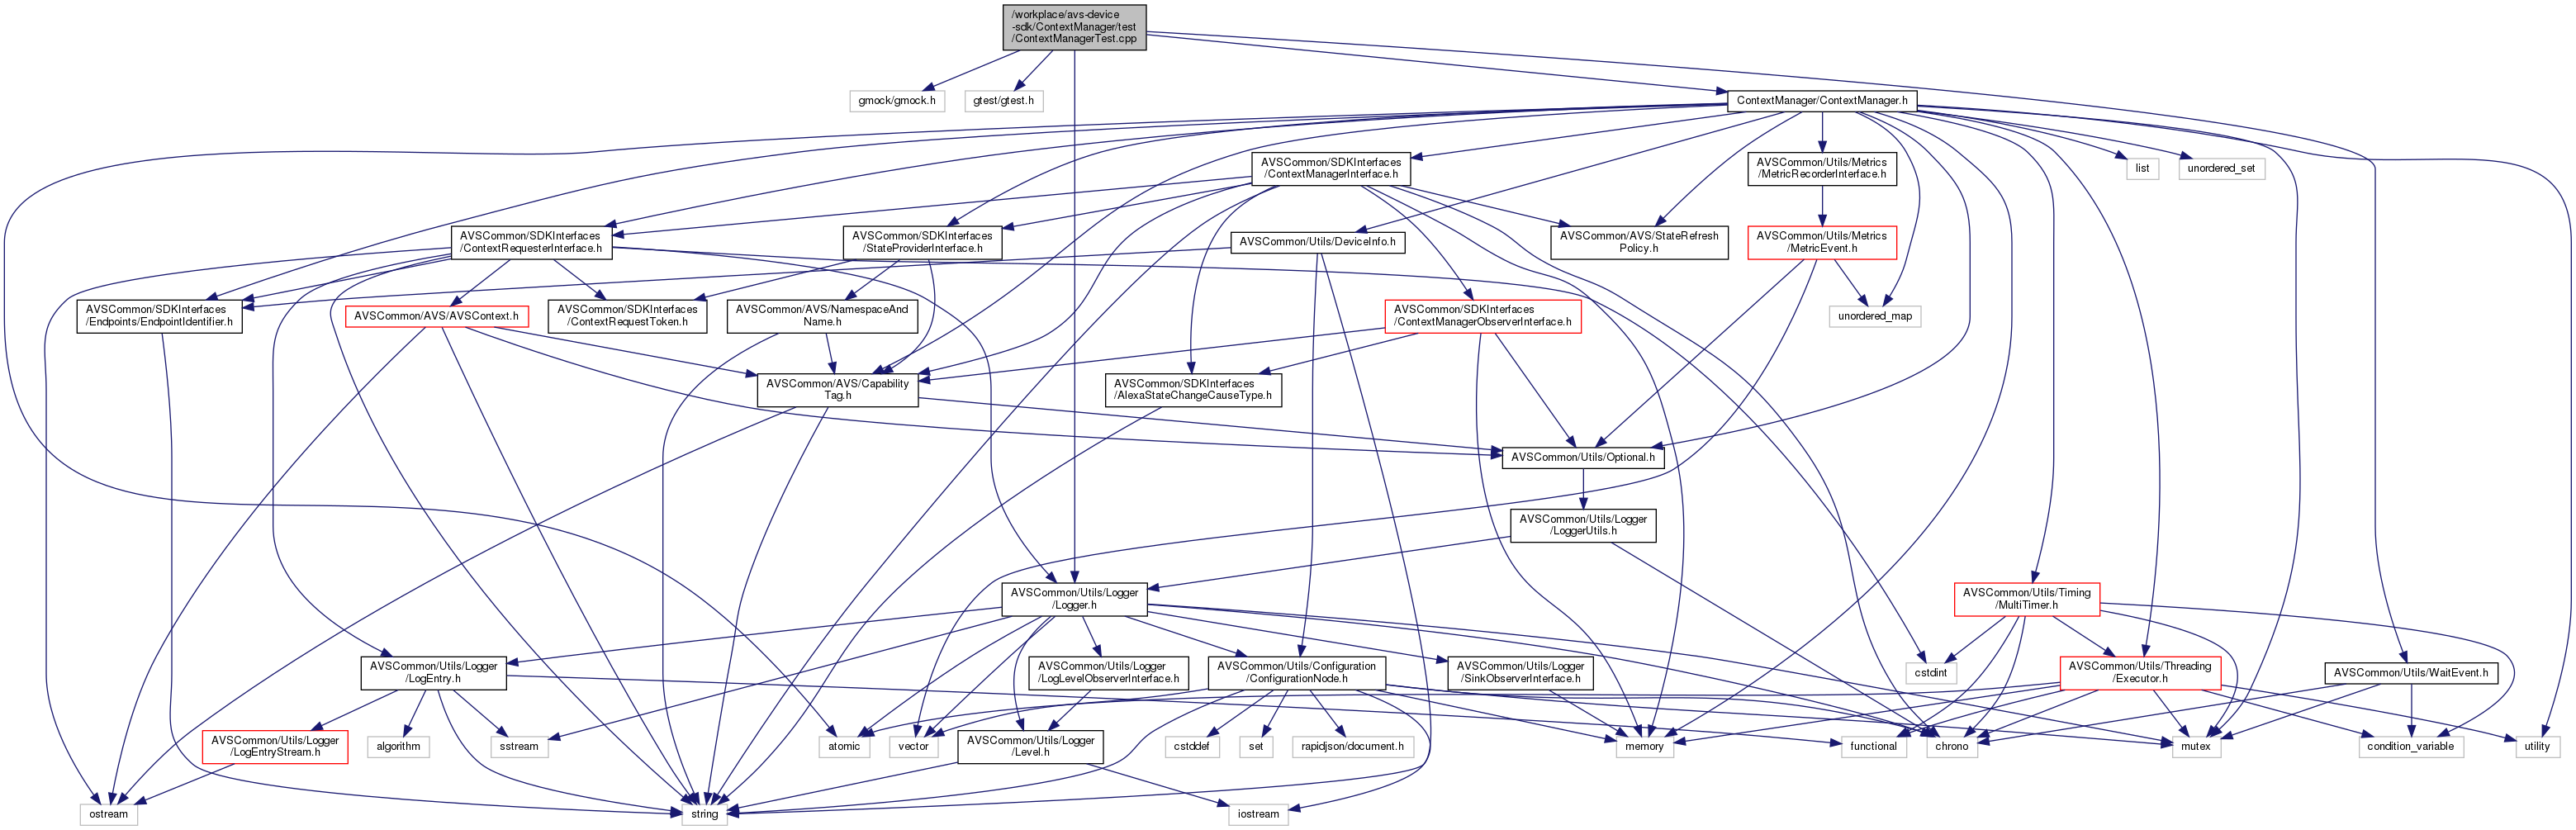 /workplace/avs-device
-sdk/ContextManager/test
/ContextManagerTest.cpp
gmock/gmock.h
gtest/gtest.h
ContextManager/ContextManager.h
AVSCommon/SDKInterfaces
/ContextManagerInterface.h
AVSCommon/Utils/Metrics
/MetricRecorderInterface.h
list
unordered_set
AVSCommon/SDKInterfaces
/ContextRequesterInterface.h
AVSCommon/SDKInterfaces
/StateProviderInterface.h
AVSCommon/Utils/DeviceInfo.h
AVSCommon/AVS/StateRefresh
Policy.h
AVSCommon/Utils/Metrics
/MetricEvent.h
AVSCommon/SDKInterfaces
/Endpoints/EndpointIdentifier.h
AVSCommon/AVS/AVSContext.h
AVSCommon/SDKInterfaces
/ContextRequestToken.h
AVSCommon/AVS/NamespaceAnd
Name.h
AVSCommon/SDKInterfaces
/ContextManagerObserverInterface.h
unordered_map
AVSCommon/AVS/Capability
Tag.h
AVSCommon/SDKInterfaces
/AlexaStateChangeCauseType.h
AVSCommon/Utils/Optional.h
AVSCommon/Utils/Logger
/LoggerUtils.h
AVSCommon/Utils/Logger
/Logger.h
AVSCommon/Utils/Timing
/MultiTimer.h
AVSCommon/Utils/Logger
/LogEntry.h
AVSCommon/Utils/Logger
/LogLevelObserverInterface.h
AVSCommon/Utils/Configuration
/ConfigurationNode.h
AVSCommon/Utils/Logger
/SinkObserverInterface.h
cstdint
AVSCommon/Utils/Threading
/Executor.h
AVSCommon/Utils/WaitEvent.h
AVSCommon/Utils/Logger
/LogEntryStream.h
algorithm
sstream
atomic
vector
AVSCommon/Utils/Logger
/Level.h
cstddef
set
rapidjson/document.h
memory
functional
chrono
mutex
condition_variable
utility
ostream
string
iostream